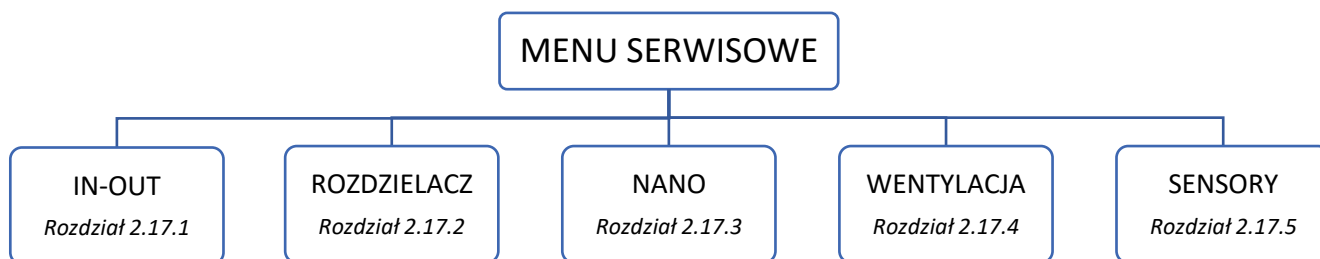 MENU SERWISOWE
IN-OUT
Rozdział 2.17.1
ROZDZIELACZ
Rozdział 2.17.2
NANO
Rozdział 2.17.3
WENTYLACJA
Rozdział 2.17.4
SENSORY
Rozdział 2.17.5